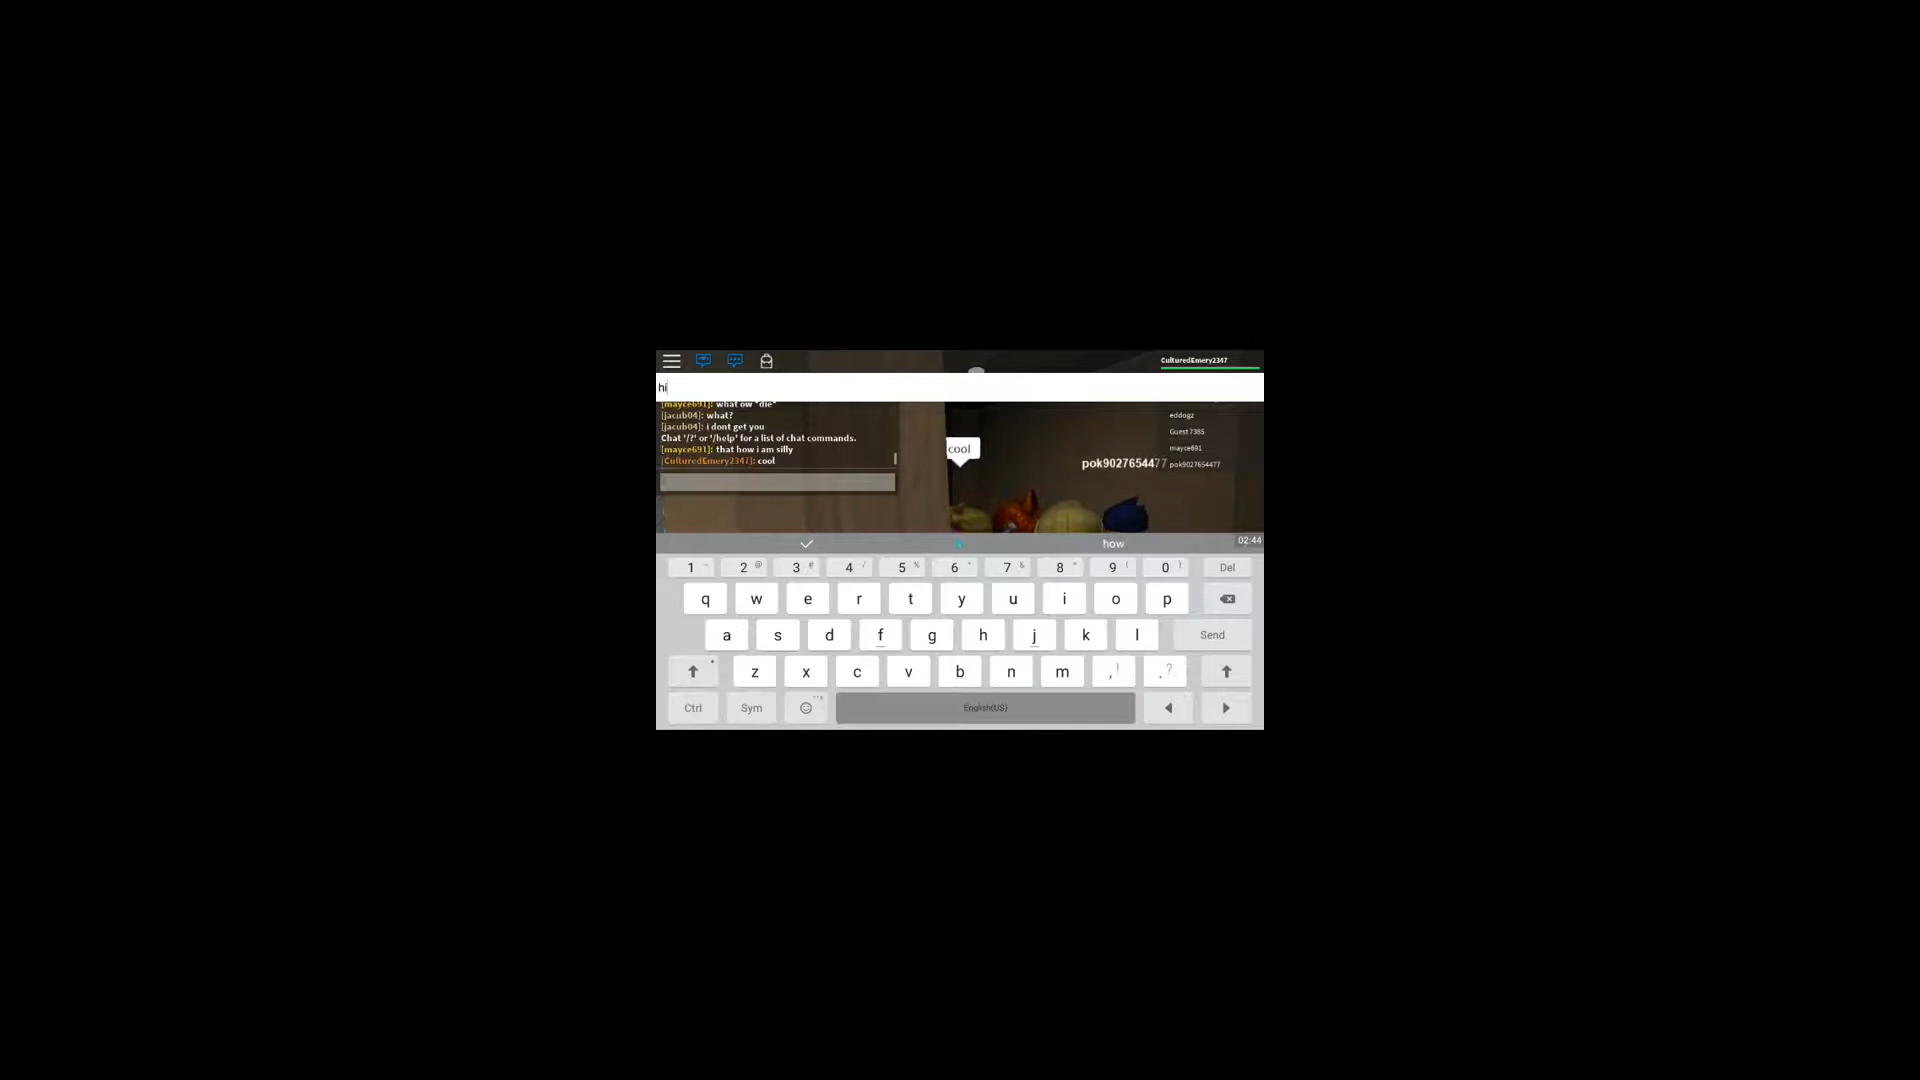 CulturedEmery2347
hi
[mayce691]: what ow "die"
[jacub04]: what?
[jacub04]: i dont get you
Chat '/?' or '/help' for a list of chat commands.
[mayce691]: that how i am silly
[CulturedEmery2347]: cool
cool
pok9027654477
eddogz
Guest 7385
mayce691
pok9027654477
how
02:44
1 2 @ 3 # 4 / 5 % 6 ^ 7 & 8 * 9 ( 0 ) Del
q w e r t y u i o p
a s d f g h j k l Send
z x c v b n m , ! . ?
Ctrl Sym English(US)